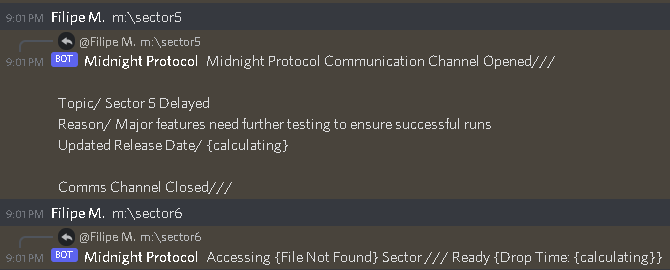 9:01 PM Filipe M. m:\sector5
@Filipe M. m:\sector5
9:01 PM BOT Midnight Protocol Midnight Protocol Communication Channel Opened///
Topic/ Sector 5 Delayed
Reason/ Major features need further testing to ensure successful runs
Updated Release Date/ {calculating}
Comms Channel Closed///
9:01 PM Filipe M. m:\sector6
@Filipe M. m:\sector6
9:01 PM BOT Midnight Protocol Accessing {File Not Found} Sector/// Ready {Drop Time: {calculating}}